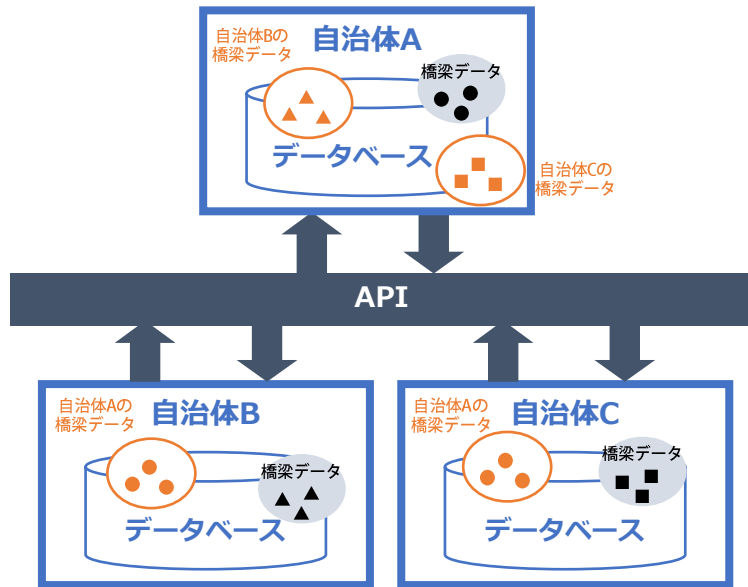 自治体Bの
橋梁データ
自治体A
橋梁データ
データベース
自治体Cの
橋梁データ
API
自治体Aの
橋梁データ
自治体B
橋梁データ
データベース
自治体Aの
橋梁データ
自治体C
橋梁データ
データベース